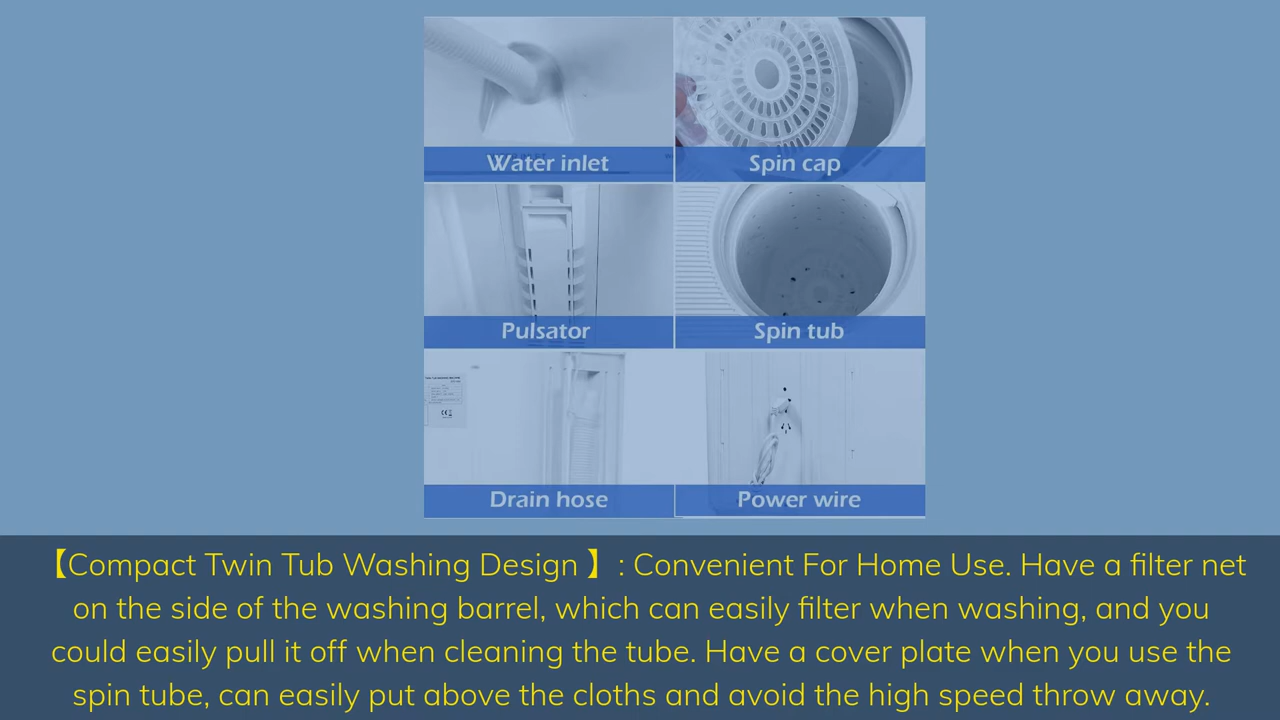 Water inlet
Spin cap
Pulsator
Spin tub
Drain hose
Power wire
【Compact Twin Tub Washing Design 】 : Convenient For Home Use. Have a filter net
on the side of the washing barrel, which can easily filter when washing, and you
could easily pull it off when cleaning the tube. Have a cover plate when you use the
spin tube, can easily put above the cloths and avoid the high speed throw away.